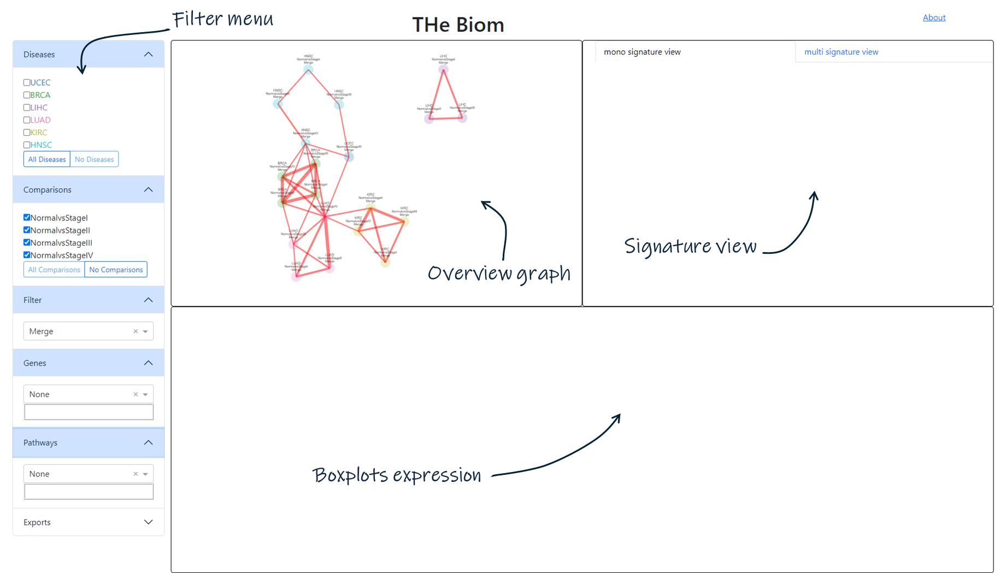 Filter menu
THe Biom
About
Diseases
UCEC
BRCA
LIHC
LUAD
KIRC
HNSC
All Diseases No Diseases
Comparisons
NormalvsStageI
NormalvsStageII
NormalvsStageIII
NormalvsStageIV
All Comparisons No Comparisons
Filter
Merge
Genes
None
Pathways
None
Exports
HNSC
NormalvsStageI
Merge
LIHC
NormalvsStageI
Merge
HNSC
NormalvsStageII
Merge
HNSC
NormalvsStageIII
Merge
LIHC
NormalvsStageII
Merge
LIHC
NormalvsStageIII
Merge
HNSC
NormalvsStageIV
Merge
UCEC
NormalvsStageIII
Merge
BRCA
NormalvsStageIII
Merge
BRCA
NormalvsStageIV
Merge
BRCA
NormalvsStageI
Merge
BRCA
Merge
LUAD
NormalvsStageIV
Merge
KIRC
NormalvsStageII
Merge
KIRC
NormalvsStageIII
Merge
KIRC
NormalvsStageIV
Merge
LUAD
Merge
KIRC
NormalvsStageI
Merge
LUAD
NormalvsStageII
Merge
LUAD
NormalvsStageI
Merge
Overview graph
mono signature view
multi signature view
Signature view
Boxplots expression